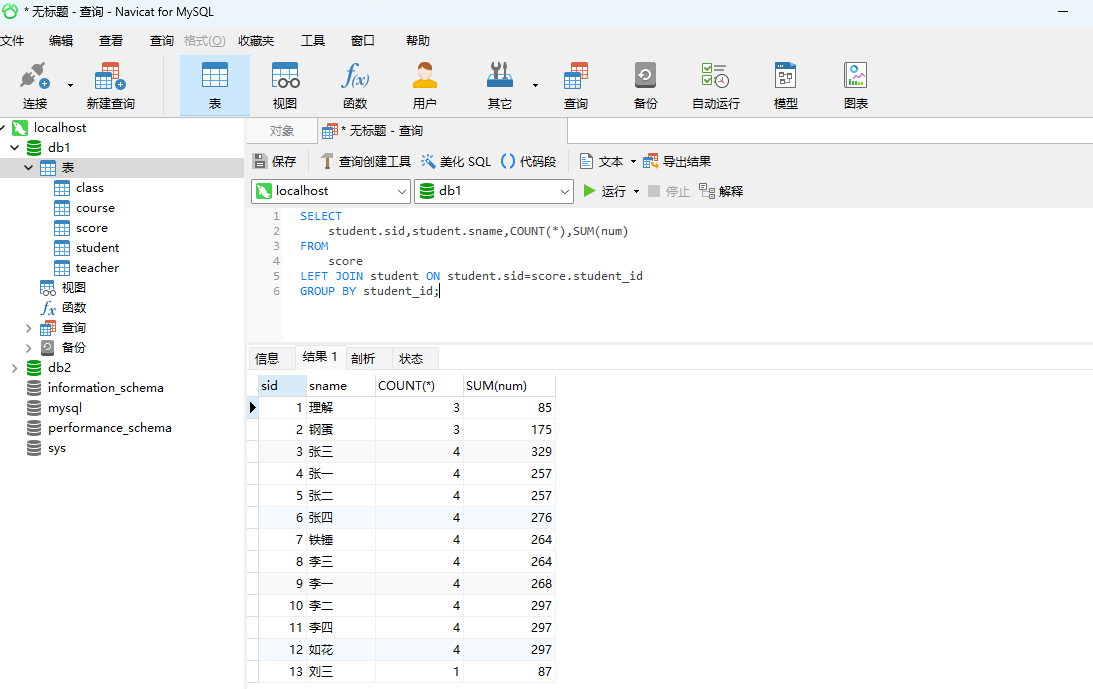 * 无标题 - 查询 - Navicat for MySQL
文件 编辑 查看 查询 格式(O) 收藏夹 工具 窗口 帮助
连接 新建查询 表 视图 函数 用户 其它 查询 备份 自动运行 模型 图表
localhost
db1
表
class
course
score
student
teacher
视图
函数
查询
备份
db2
information_schema
mysql
performance_schema
sys
对象 * 无标题 - 查询
保存 查询创建工具 美化 SQL 代码段 文本 导出结果
localhost db1 运行 停止 解释
1 SELECT
2 student.sid,student.sname,COUNT(*),SUM(num)
3 FROM
4 score
5 LEFT JOIN student ON student.sid=score.student_id
6 GROUP BY student_id;
信息 结果 1 剖析 状态
sid sname COUNT(*) SUM(num)
1 理解 3 85
2 钢蛋 3 175
3 张三 4 329
4 张一 4 257
5 张二 4 257
6 张四 4 276
7 铁锤 4 264
8 李三 4 264
9 李一 4 268
10 李二 4 297
11 李四 4 297
12 如花 4 297
13 刘三 1 87